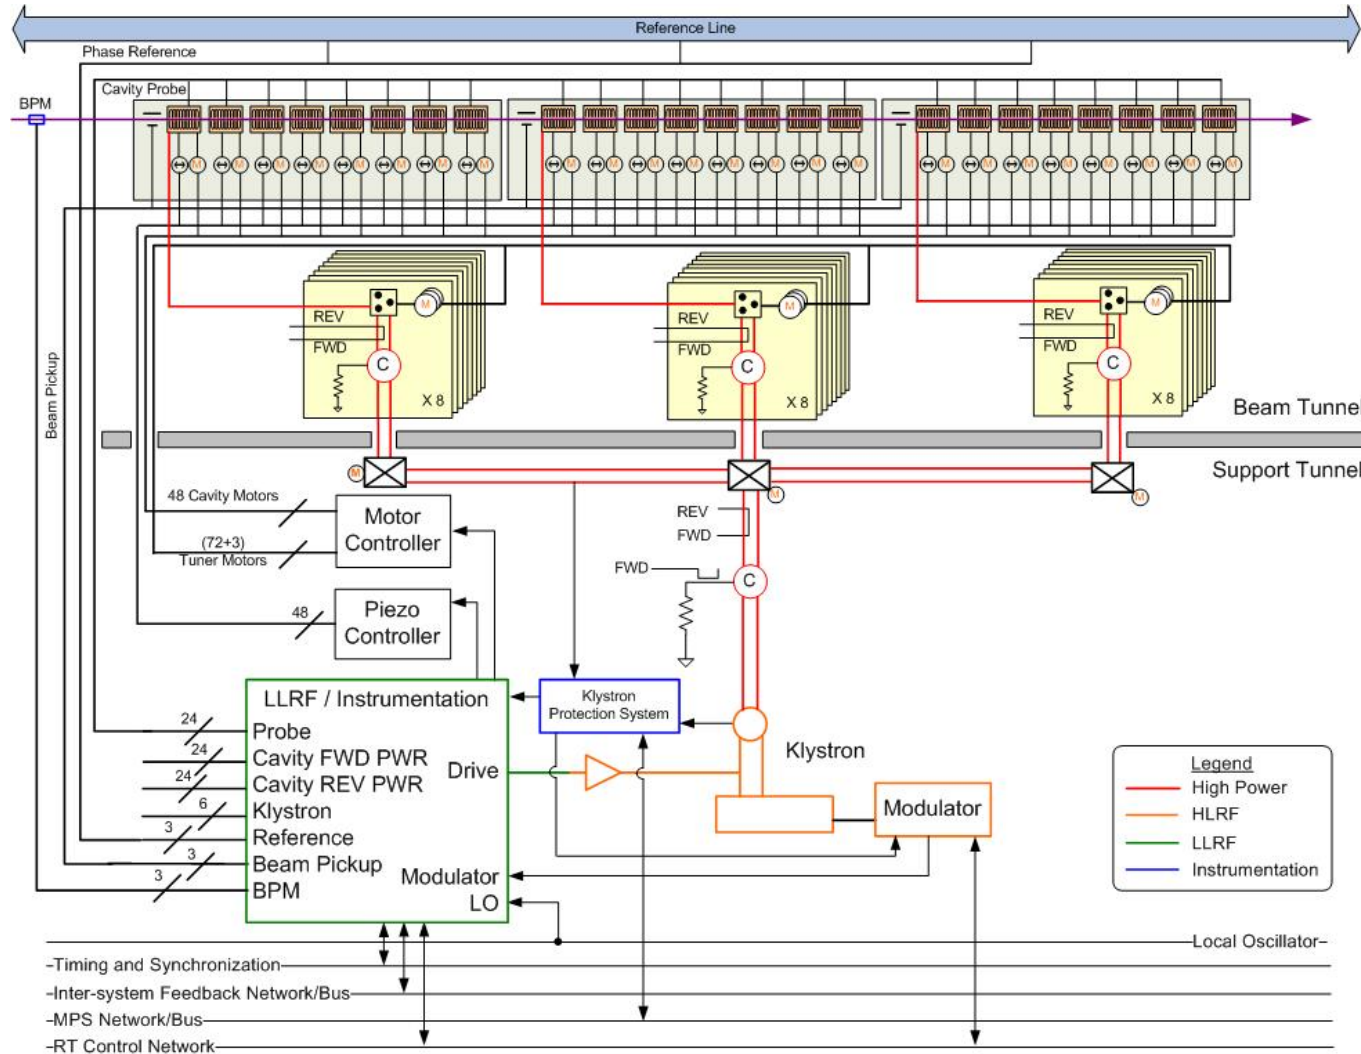 Reference Line
Phase Reference
Cavity Probe
BPM
M M M M M M M M
M M M M M M M M
M M M M M M M M
M
REV
FWD
C
X 8
M
REV
FWD
C
X 8
M
REV
FWD
C
X 8
Beam Pickup
Beam Tunnel
Support Tunnel
M
M
M
48 Cavity Motors
(72+3)
Tuner Motors
Motor
Controller
REV
FWD
FWD
C
48
Piezo
Controller
LLRF / Instrumentation
24
Probe
24
Cavity FWD PWR
24
Cavity REV PWR
6
Klystron
3
Reference
3
Beam Pickup
3
BPM
Drive
Modulator
LO
Klystron
Protection System
Klystron
Modulator
Legend
High Power
HLRF
LLRF
Instrumentation
Local Oscillator
Timing and Synchronization
Inter-system Feedback Network/Bus
MPS Network/Bus
RT Control Network